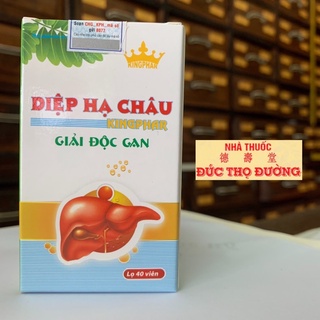 KINGPHAR
DIỆP HẠ CHÂU
KINGPHAR
GIẢI ĐỘC GAN
Lọ 40 viên
NHÀ THUỐC
德壽堂
ĐỨC THỌ ĐƯỜNG